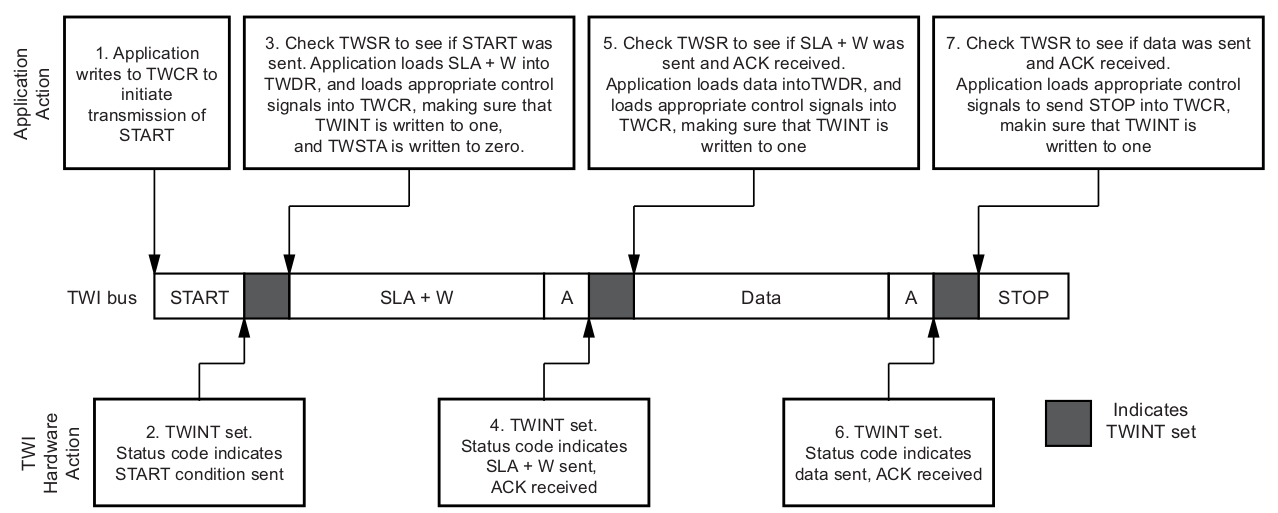 Application
Action
1. Application
writes to TWCR to
initiate
transmission of
START
3. Check TWSR to see if START was
sent. Application loads SLA + W into
TWDR, and loads appropriate control
signals into TWCR, making sure that
TWINT is written to one,
and TWSTA is written to zero.
5. Check TWSR to see if SLA + W was
sent and ACK received.
Application loads data intoTWDR, and
loads appropriate control signals into
TWCR, making sure that TWINT is
written to one
7. Check TWSR to see if data was sent
and ACK received.
Application loads appropriate control
signals to send STOP into TWCR,
makin sure that TWINT is
written to one
TWI bus
START
SLA + W
A
Data
A
STOP
TWI
Hardware
Action
2. TWINT set.
Status code indicates
START condition sent
4. TWINT set.
Status code indicates
SLA + W sent,
ACK received
6. TWINT set.
Status code indicates
data sent, ACK received
Indicates
TWINT set